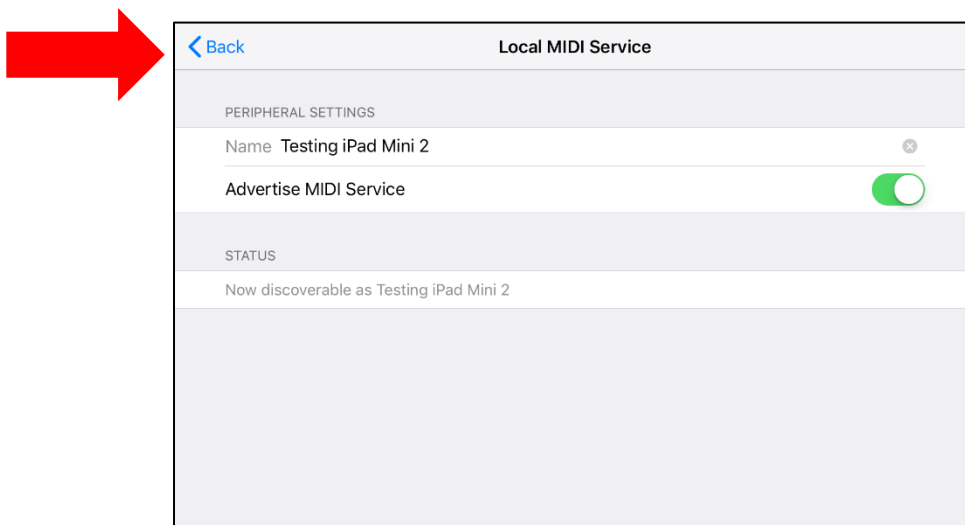 Back
Local MIDI Service
PERIPHERAL SETTINGS
Name Testing iPad Mini 2
Advertise MIDI Service
STATUS
Now discoverable as Testing iPad Mini 2